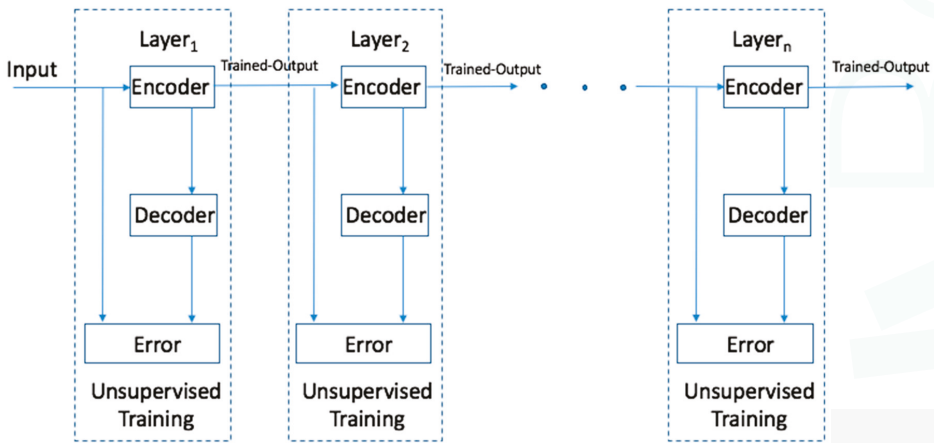 Layer1
Layer2
Layern
Input
Trained-Output
Trained-Output
Trained-Output
Encoder
Encoder
Encoder
Decoder
Decoder
Decoder
Error
Error
Error
Unsupervised
Training
Unsupervised
Training
Unsupervised
Training